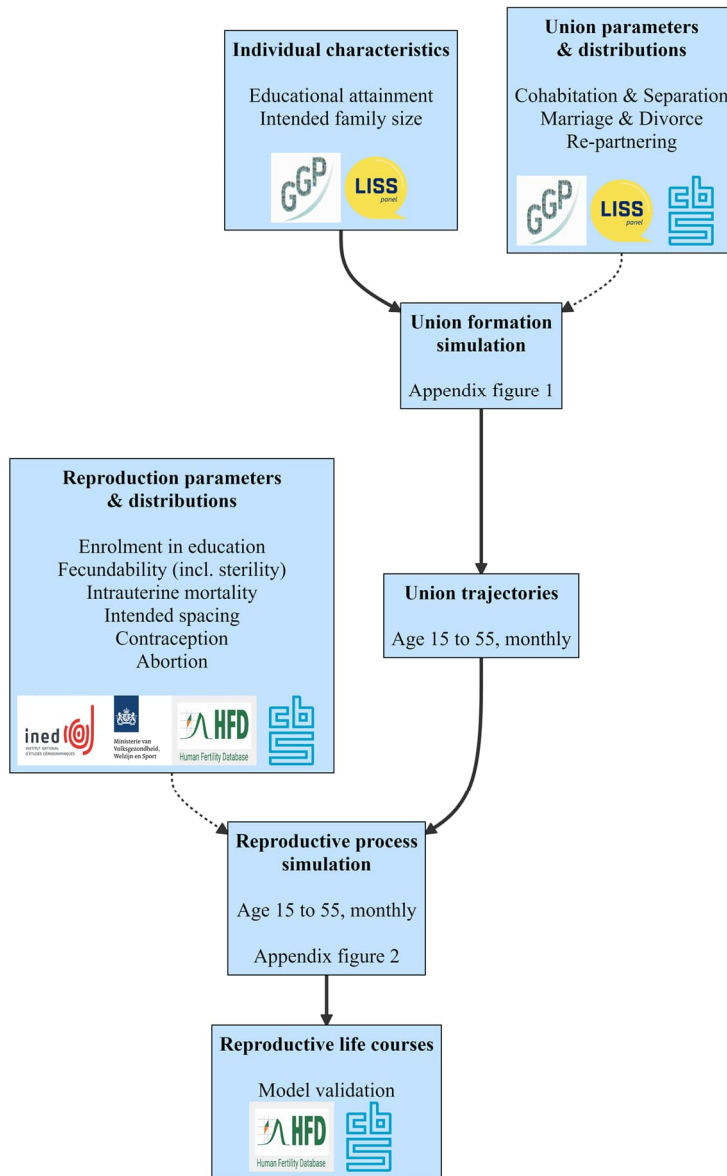 Individual characteristics
Educational attainment
Intended family size
GGP
LISS
panel
Union parameters
& distributions
Cohabitation & Separation
Marriage & Divorce
Re-partnering
GGP
LISS
panel
cbs
Union formation
simulation
Appendix figure 1
Reproduction parameters
& distributions
Enrolment in education
Fecundability (incl. sterility)
Intrauterine mortality
Intended spacing
Contraception
Abortion
ined
INSTITUT NATIONAL
D'ÉTUDES DÉMOGRAPHIQUES
Ministerie van
Volksgezondheid,
Welzijn en Sport
HFD
Human Fertility Database
cbs
Union trajectories
Age 15 to 55, monthly
Reproductive process
simulation
Age 15 to 55, monthly
Appendix figure 2
Reproductive life courses
Model validation
HFD
Human Fertility Database
cbs